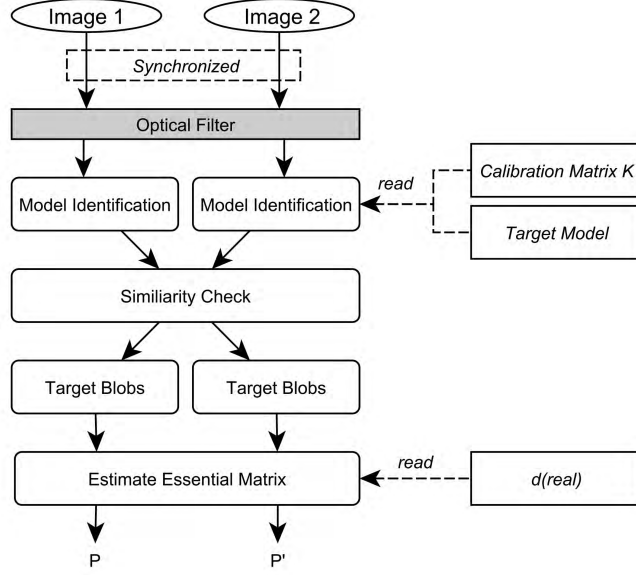 Image 1
Image 2
Synchronized
Optical Filter
Model Identification
Model Identification
read
Calibration Matrix K
Target Model
Similiarity Check
Target Blobs
Target Blobs
Estimate Essential Matrix
read
d(real)
P
P'